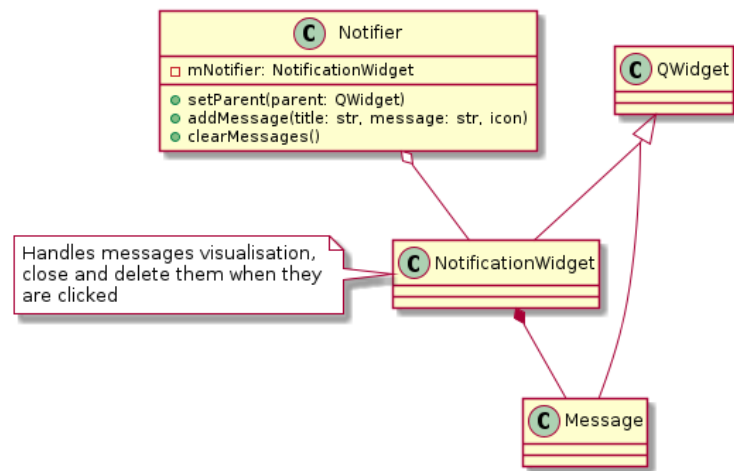 C Notifier
mNotifier: NotificationWidget
setParent(parent: QWidget)
addMessage(title: str, message: str, icon)
clearMessages()
C QWidget
Handles messages visualisation,
close and delete them when they
are clicked
C NotificationWidget
C Message